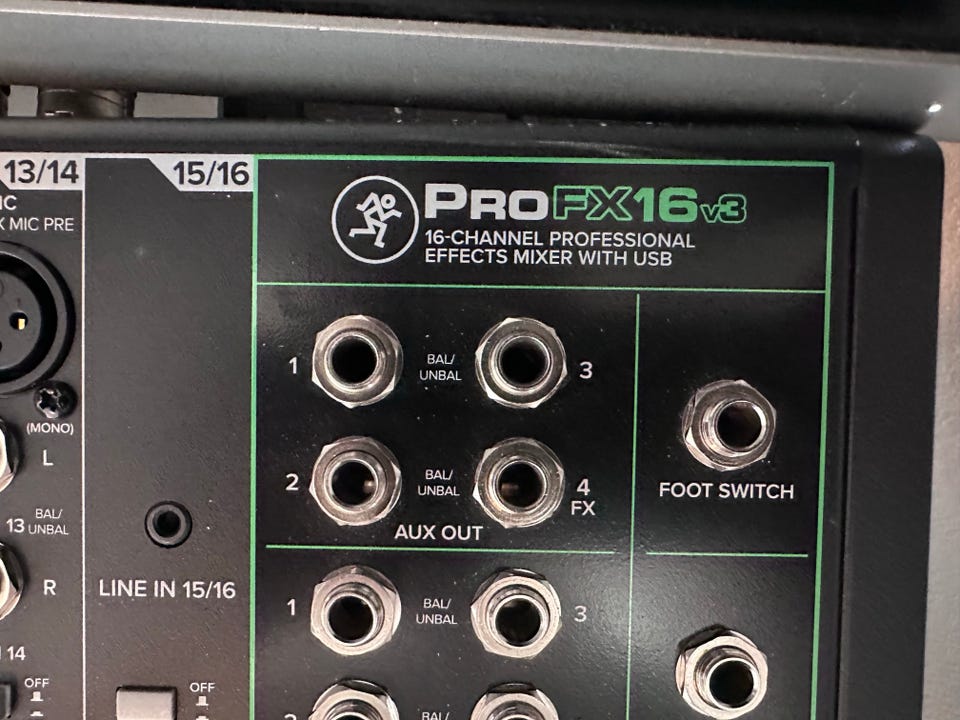 13/14
IC
X MIC PRE
(MONO)
L
13 BAL/
UNBAL
R
14
OFF
15/16
LINE IN 15/16
OFF
PROFX16v3
16-CHANNEL PROFESSIONAL
EFFECTS MIXER WITH USB
1 BAL/
UNBAL 3
2 BAL/
UNBAL 4
FX
AUX OUT
FOOT SWITCH
1 BAL/
UNBAL 3
2 BAL/